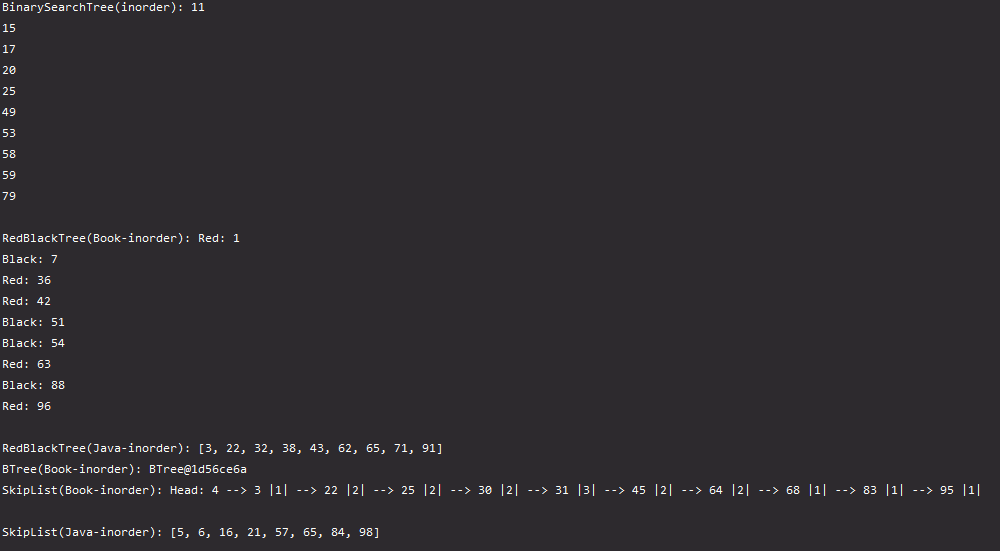 BinarySearchTree(inorder): 11
15
17
20
25
49
53
58
59
79
RedBlackTree(Book-inorder): Red: 1
Black: 7
Red: 36
Red: 42
Black: 51
Black: 54
Red: 63
Black: 88
Red: 96
RedBlackTree(Java-inorder): [3, 22, 32, 38, 43, 62, 65, 71, 91]
BTree(Book-inorder): BTree@1d56ce6a
SkipList(Book-inorder): Head: 4 --> 3 |1| --> 22 |2| --> 25 |2| --> 30 |2| --> 31 |3| --> 45 |2| --> 64 |2| --> 68 |1| --> 83 |1| --> 95 |1|
SkipList(Java-inorder): [5, 6, 16, 21, 57, 65, 84, 98]